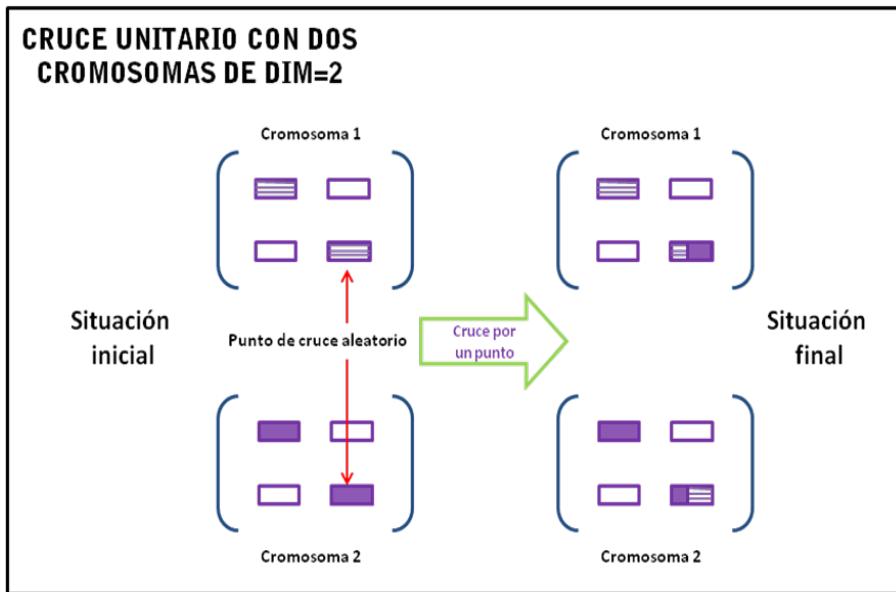 CRUCE UNITARIO CON DOS
CROMOSOMAS DE DIM=2
Cromosoma 1
Cromosoma 1
Situación
inicial
Punto de cruce aleatorio
Cruce por
un punto
Situación
final
Cromosoma 2
Cromosoma 2